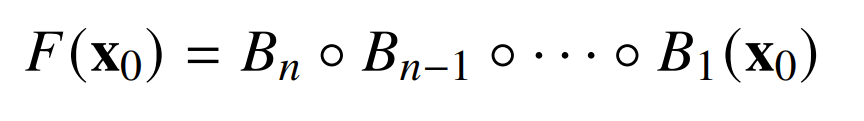 F(𝐱₀) = Bₙ ∘ Bₙ₋₁ ∘ ⋯ ∘ B₁(𝐱₀)